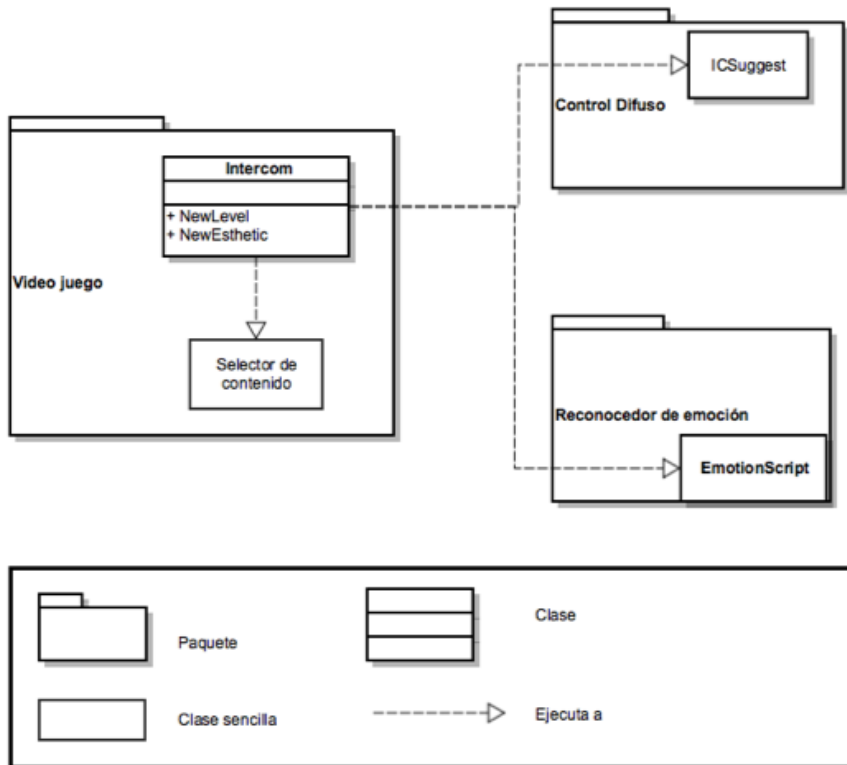 ICSuggest
Control Difuso
Intercom
+ NewLevel
+ NewEsthetic
Video juego
Selector de
contenido
Reconocedor de emoción
EmotionScript
Paquete
Clase
Clase sencilla
Ejecuta a